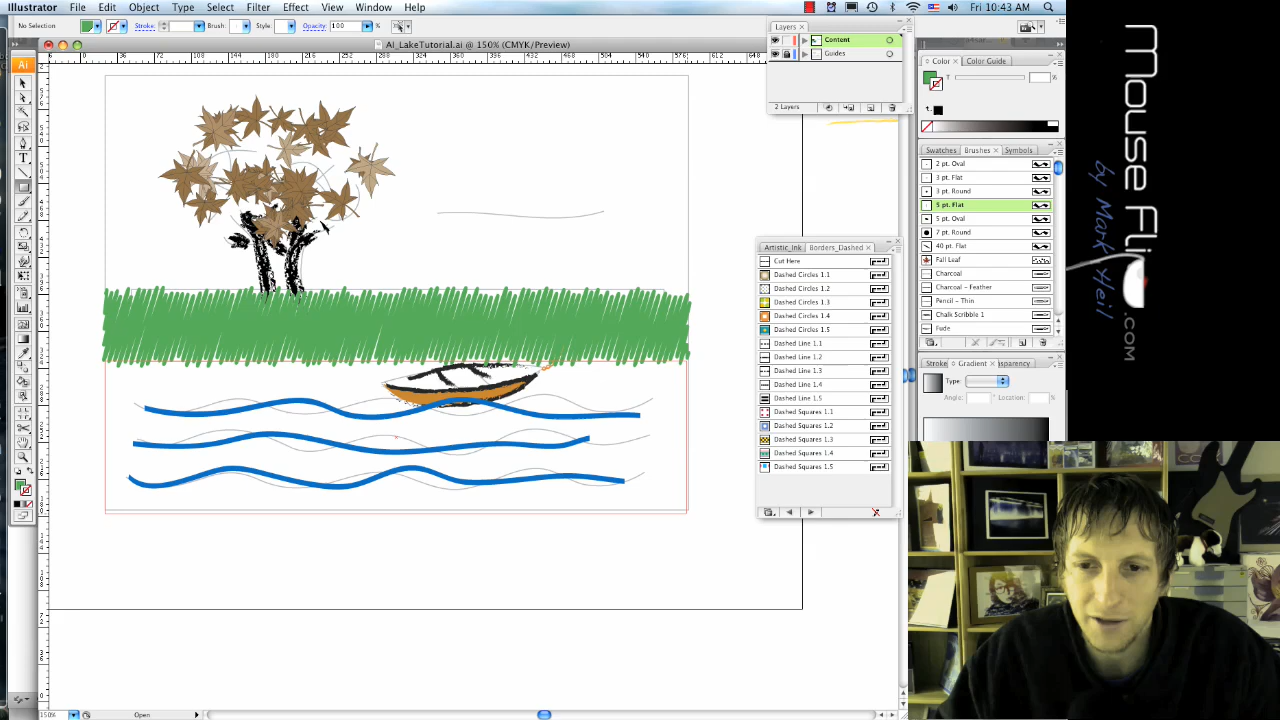 Illustrator File Edit Object Type Select Filter Effect View Window Help
Fri 10:43 AM
No Selection Stroke: Brush: Style: Opacity: 100 %
AI_LakeTutorial.ai @ 150% (CMYK/Preview)
Layers
Content
Guides
2 Layers
Color Color Guide
T %
Swatches Brushes Symbols
2 pt. Oval
3 pt. Flat
3 pt. Round
5 pt. Flat
5 pt. Oval
7 pt. Round
40 pt. Flat
Fall Leaf
Charcoal
Charcoal - Feather
Pencil - Thin
Chalk Scribble 1
Fude
Artistic_Ink Borders_Dashed
Cut Here
Dashed Circles 1.1
Dashed Circles 1.2
Dashed Circles 1.3
Dashed Circles 1.4
Dashed Circles 1.5
Dashed Line 1.1
Dashed Line 1.2
Dashed Line 1.3
Dashed Line 1.4
Dashed Line 1.5
Dashed Squares 1.1
Dashed Squares 1.2
Dashed Squares 1.3
Dashed Squares 1.4
Dashed Squares 1.5
Stroke Gradient
Type:
Angle: Location: %
Ai
150% Open
by Mark Heil
.com